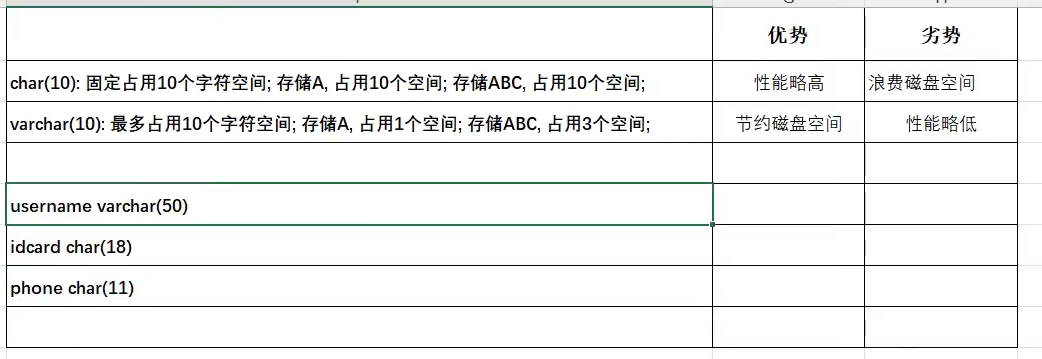 优势 劣势
char(10): 固定占用10个字符空间; 存储A, 占用10个空间; 存储ABC, 占用10个空间; 性能略高 浪费磁盘空间
varchar(10): 最多占用10个字符空间; 存储A, 占用1个空间; 存储ABC, 占用3个空间; 节约磁盘空间 性能略低
username varchar(50)
idcard char(18)
phone char(11)